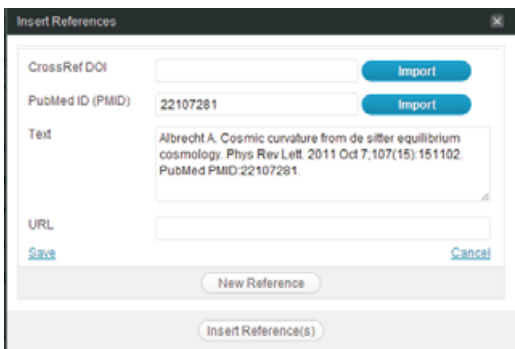 Insert References
CrossRef DOI
Import
PubMed ID (PMID)
22107281
Import
Text
Albrecht A. Cosmic curvature from de sitter equilibrium
cosmology. Phys Rev Lett. 2011 Oct 7;107(15):151102.
PubMed PMID:22107281.
URL
Save
Cancel
New Reference
Insert Reference(s)